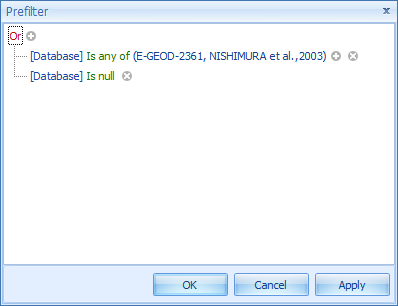 Prefilter
Or
[Database] Is any of (E-GEOD-2361, NISHIMURA et al.,2003)
[Database] Is null
OK Cancel Apply